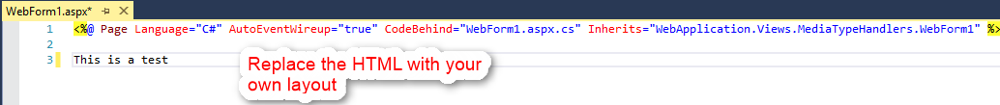 WebForm1.aspx*
1 <%@ Page Language="C#" AutoEventWireup="true" CodeBehind="WebForm1.aspx.cs" Inherits="WebApplication.Views.MediaTypeHandlers.WebForm1" %>
2
3 This is a test
Replace the HTML with your
own layout